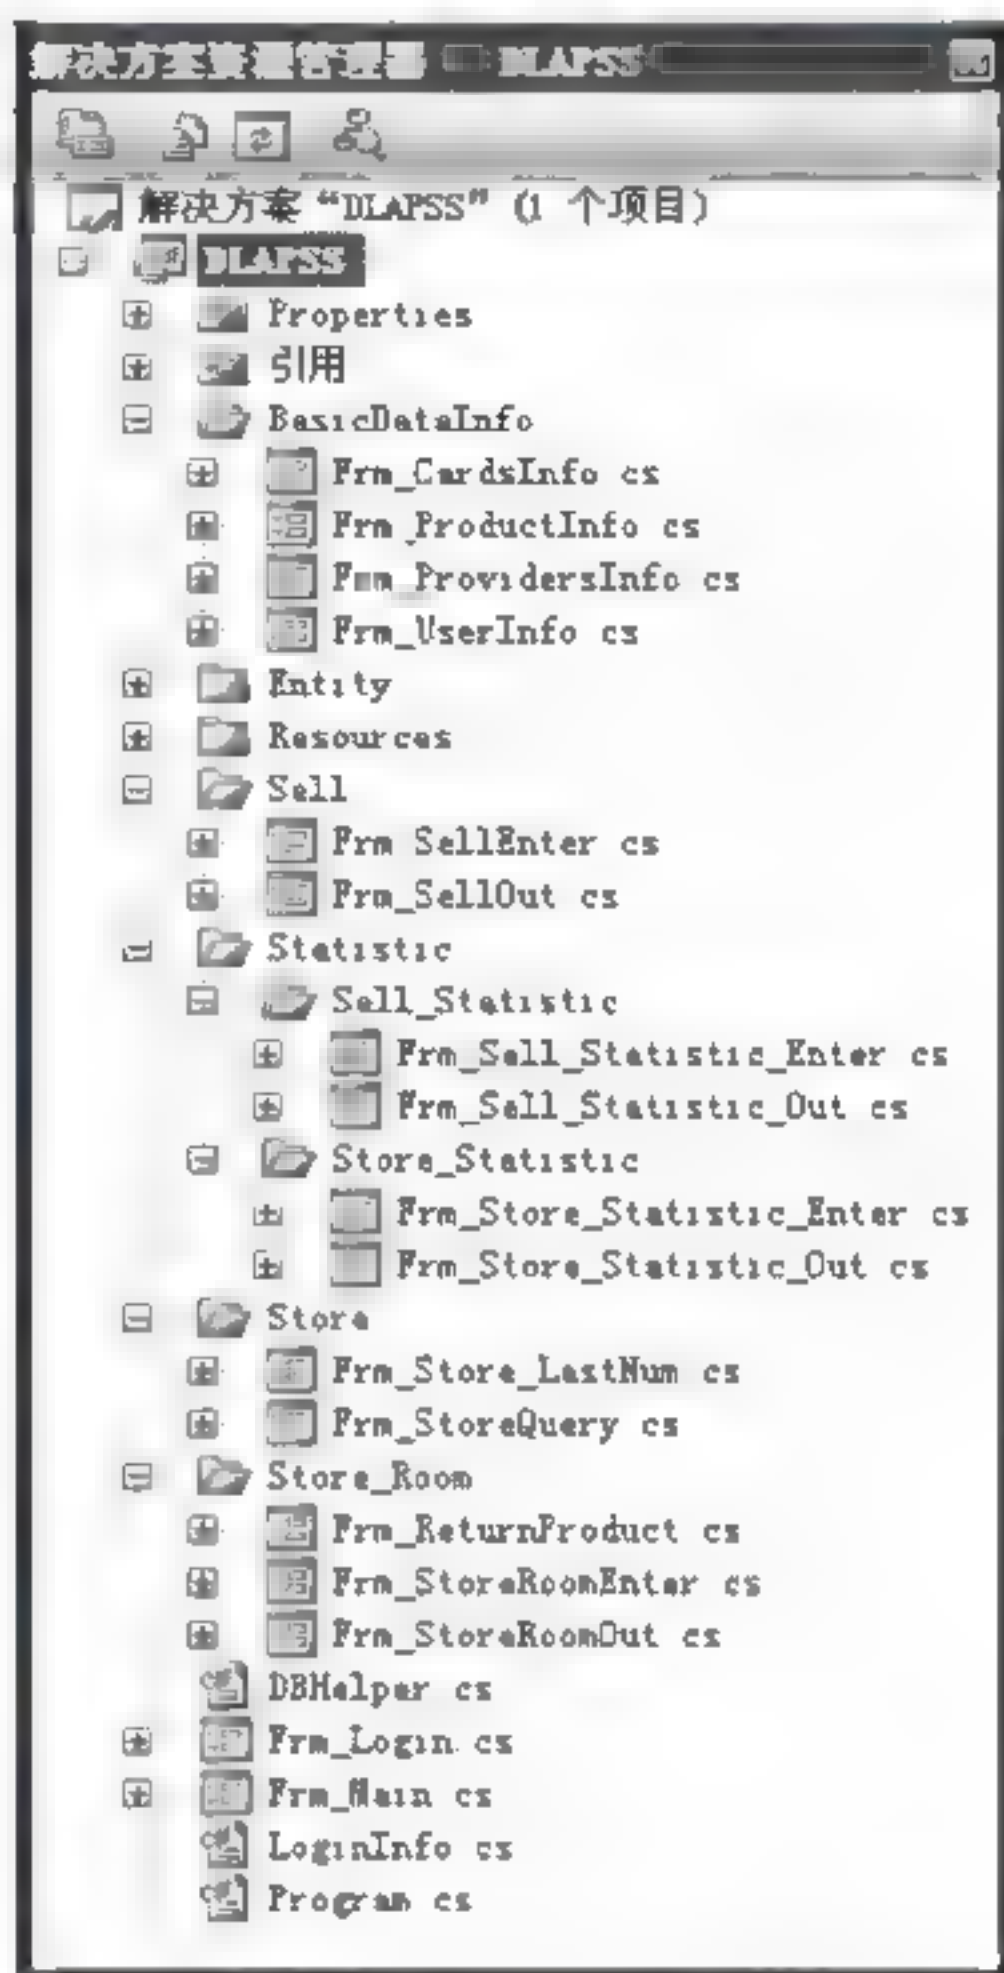 解决方案资源管理器 - DLAPSS
解决方案 “DLAPSS” (1 个项目)
DLAPSS
Properties
引用
BasicDataInfo
Frm_CardsInfo.cs
Frm_ProductInfo.cs
Frm_ProvidersInfo.cs
Frm_UserInfo.cs
Entity
Resources
Sell
Frm_SellEnter.cs
Frm_SellOut.cs
Statistic
Sell_Statistic
Frm_Sell_Statistic_Enter.cs
Frm_Sell_Statistic_Out.cs
Store_Statistic
Frm_Store_Statistic_Enter.cs
Frm_Store_Statistic_Out.cs
Store
Frm_Store_LastNum.cs
Frm_StoreQuery.cs
Store_Room
Frm_ReturnProduct.cs
Frm_StoreRoomEnter.cs
Frm_StoreRoomOut.cs
DBHelper.cs
Frm_Login.cs
Frm_Main.cs
LoginInfo.cs
Program.cs